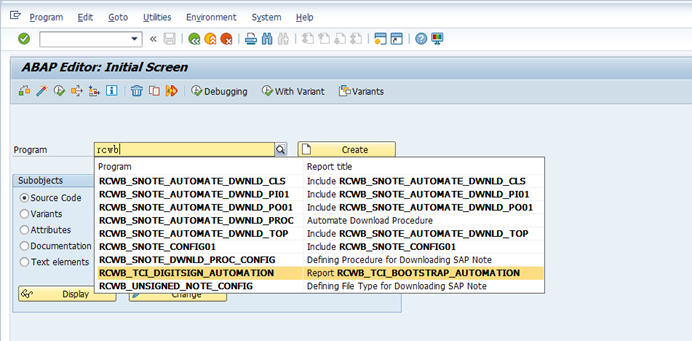 Program Edit Goto Utilities Environment System Help
ABAP Editor: Initial Screen
Debugging With Variant Variants
Program rcwb Create
Program Report title
RCWB_SNOTE_AUTOMATE_DWNLD_CLS Include RCWB_SNOTE_AUTOMATE_DWNLD_CLS
RCWB_SNOTE_AUTOMATE_DWNLD_PI01 Include RCWB_SNOTE_AUTOMATE_DWNLD_PI01
RCWB_SNOTE_AUTOMATE_DWNLD_PO01 Include RCWB_SNOTE_AUTOMATE_DWNLD_PO01
RCWB_SNOTE_AUTOMATE_DWNLD_PROC Automate Download Procedure
RCWB_SNOTE_AUTOMATE_DWNLD_TOP Include RCWB_SNOTE_AUTOMATE_DWNLD_TOP
RCWB_SNOTE_CONFIG01 Include RCWB_SNOTE_CONFIG01
RCWB_SNOTE_DWNLD_PROC_CONFIG Defining Procedure for Downloading SAP Note
RCWB_TCI_DIGITSIGN_AUTOMATION Report RCWB_TCI_BOOTSTRAP_AUTOMATION
RCWB_UNSIGNED_NOTE_CONFIG Defining File Type for Downloading SAP Note
Subobjects
Source Code
Variants
Attributes
Documentation
Text elements
Display Change